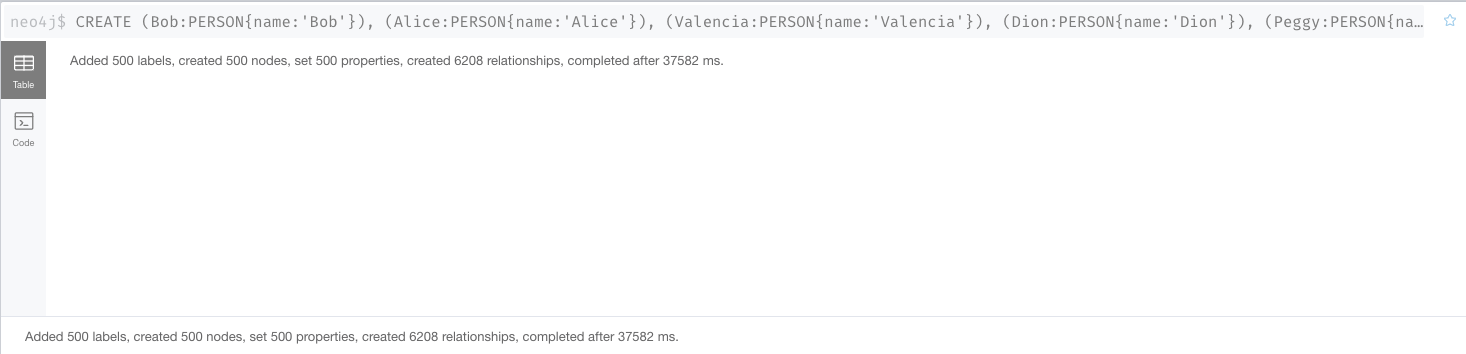 neo4j$ CREATE (Bob:PERSON{name:'Bob'}), (Alice:PERSON{name:'Alice'}), (Valencia:PERSON{name:'Valencia'}), (Dion:PERSON{name:'Dion'}), (Peggy:PERSON{na…
Added 500 labels, created 500 nodes, set 500 properties, created 6208 relationships, completed after 37582 ms.
Table
Code
Added 500 labels, created 500 nodes, set 500 properties, created 6208 relationships, completed after 37582 ms.